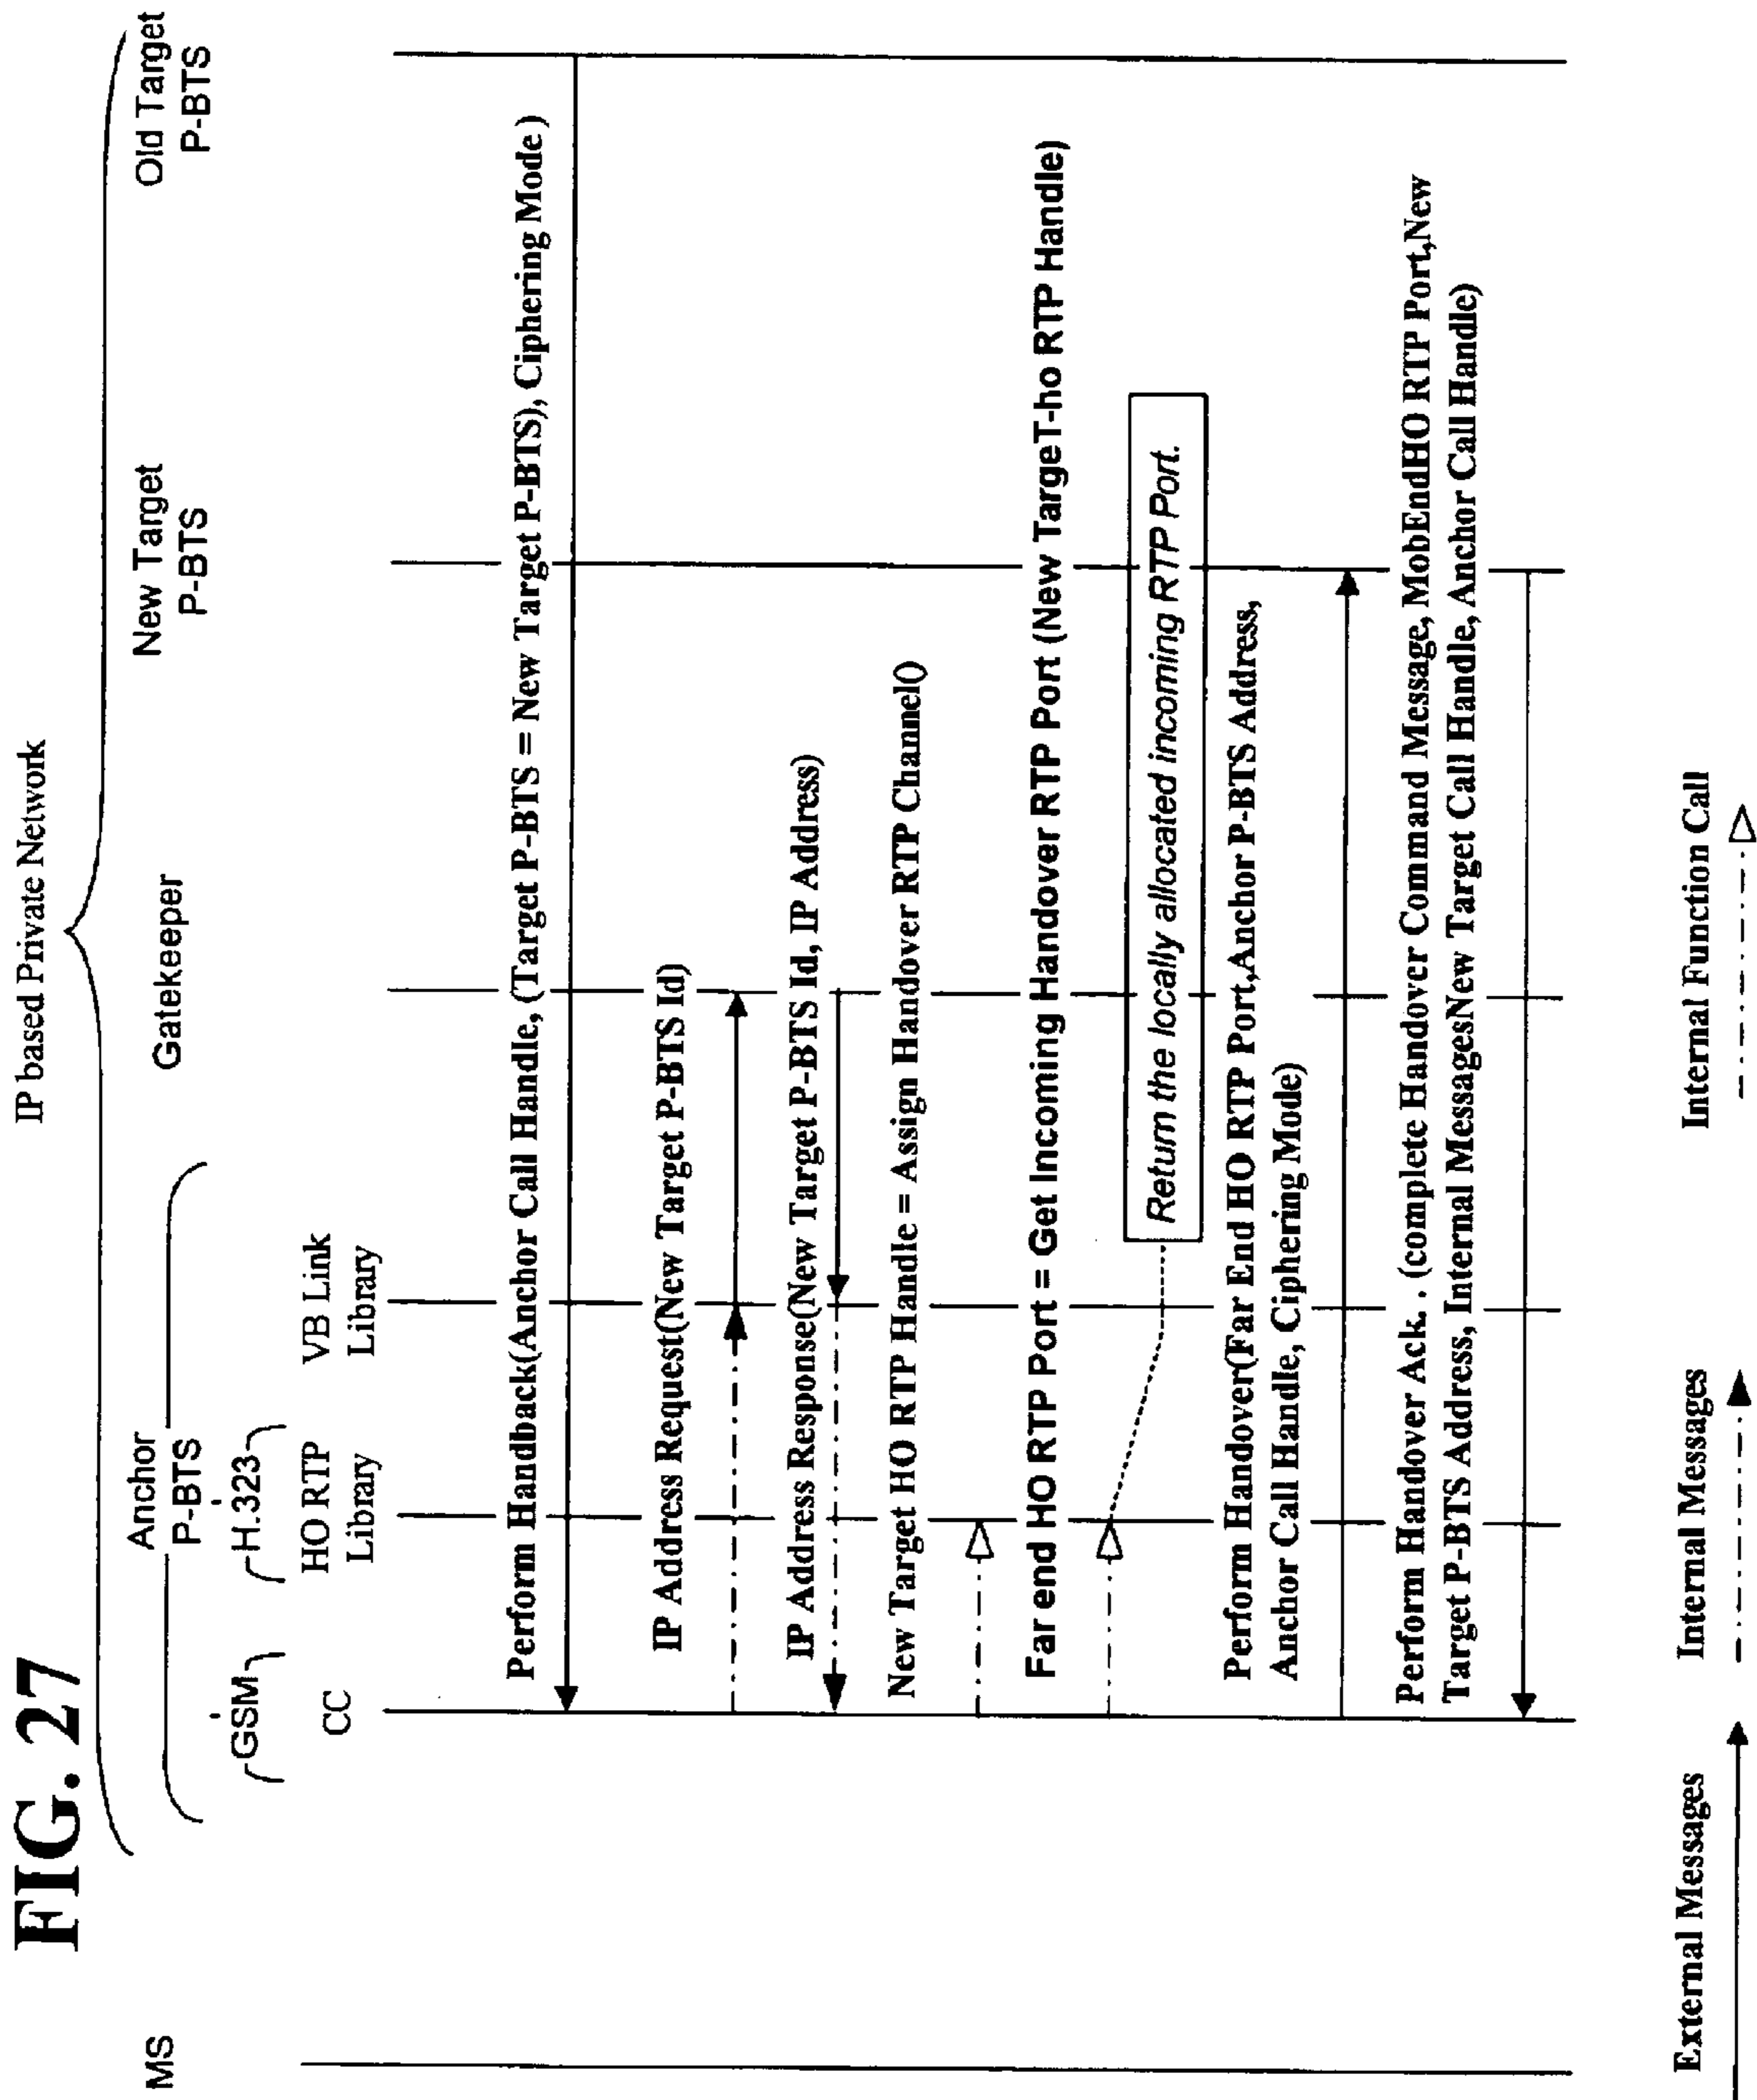 FIG. 27
IP based Private Network
MS
Anchor
P-BTS
GSM
H.323
CC
HO RTP
Library
VB Link
Library
Gatekeeper
New Target
P-BTS
Old Target
P-BTS
Perform Handback(Anchor Call Handle, (Target P-BTS = New Target P-BTS), Ciphering Mode )
IP Address Request(New Target P-BTS Id)
IP Address Response(New Target P-BTS Id, IP Address)
New Target HO RTP Handle = Assign Handover RTP Channel()
Far end HO RTP Port = Get Incoming Handover RTP Port (New TargeT-ho RTP Handle)
Return the locally allocated incoming RTP Port.
Perform Handover(Far End HO RTP Port,Anchor P-BTS Address,
Anchor Call Handle, Ciphering Mode)
Perform Handover Ack. . (complete Handover Command Message, MobEndHO RTP Port,New
Target P-BTS Address, Internal MessagesNew Target Call Handle, Anchor Call Handle)
External Messages
Internal Messages
Internal Function Call